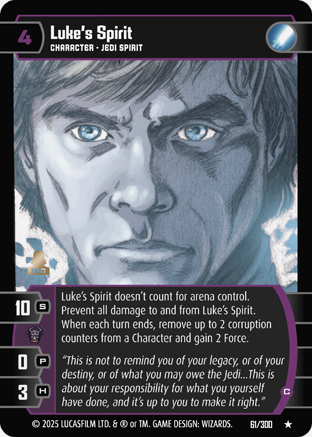 4
Luke's Spirit
CHARACTER - JEDI SPIRIT
10 S
Luke's Spirit doesn't count for arena control.
Prevent all damage to and from Luke's Spirit.
When each turn ends, remove up to 2 corruption
counters from a Character and gain 2 Force.
0 P
3 H
"This is not to remind you of your legacy, or of your
destiny, or of what you may owe the Jedi...This is
about your responsibility for what you yourself
have done, and it's up to you to make it right."
C
© 2025 LUCASFILM LTD. & ® or TM. GAME DESIGN: WIZARDS.
61/300